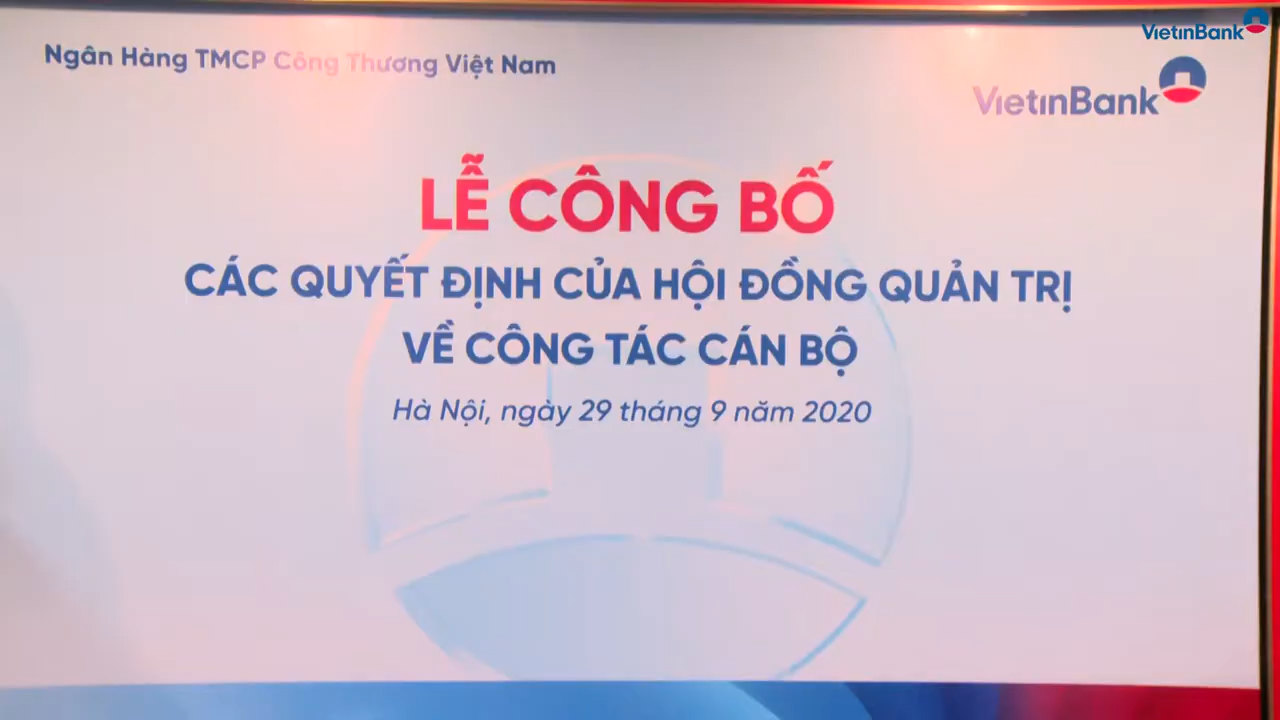 VietinBank
Ngân Hàng TMCP Công Thương Việt Nam
VietinBank
LỄ CÔNG BỐ
CÁC QUYẾT ĐỊNH CỦA HỘI ĐỒNG QUẢN TRỊ
VỀ CÔNG TÁC CÁN BỘ
Hà Nội, ngày 29 tháng 9 năm 2020